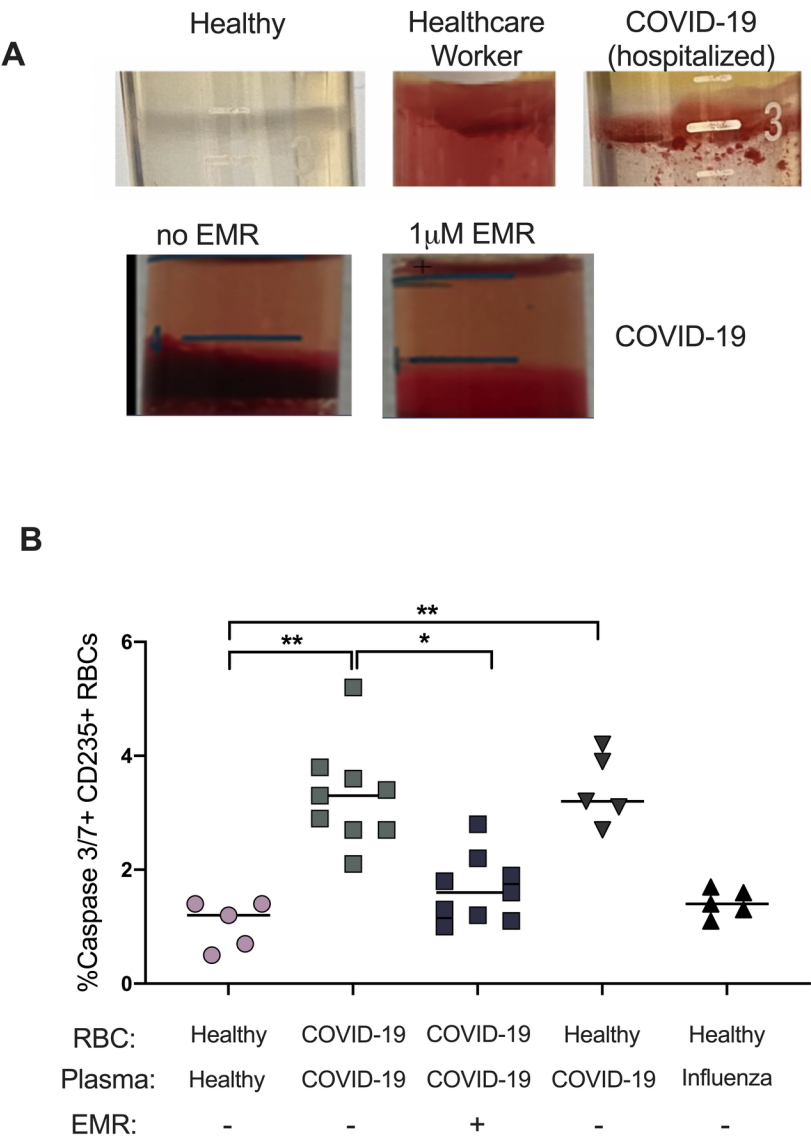 A
Healthy
Healthcare
Worker
COVID-19
(hospitalized)
3
no EMR
1μM EMR
COVID-19
B
%Caspase 3/7+ CD235+ RBCs
6
4
2
0
**
**
*
RBC: Healthy COVID-19 COVID-19 Healthy Healthy
Plasma: Healthy COVID-19 COVID-19 COVID-19 Influenza
EMR: - - + - -